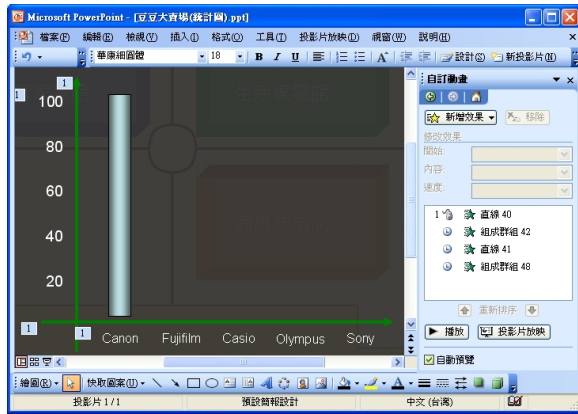 Microsoft PowerPoint - [豆豆大賣場(統計圖).ppt]
檔案(F) 編輯(E) 檢視(V) 插入(I) 格式(O) 工具(T) 投影片放映(D) 視窗(W) 說明(H)
華康細圓體 18 B I U A 設計(S) 新投影片(N)
自訂動畫
新增效果 移除
修改效果
開始:
內容:
速度:
1 直線 40
組成群組 42
直線 41
組成群組 48
重新排序
播放 投影片放映
自動預覽
1
1 100
80
60
40
20
1 1
Canon Fujifilm Casio Olympus Sony
繪圖(R) 快取圖案(U)
投影片 1 / 1 預設簡報設計 中文 (台灣)